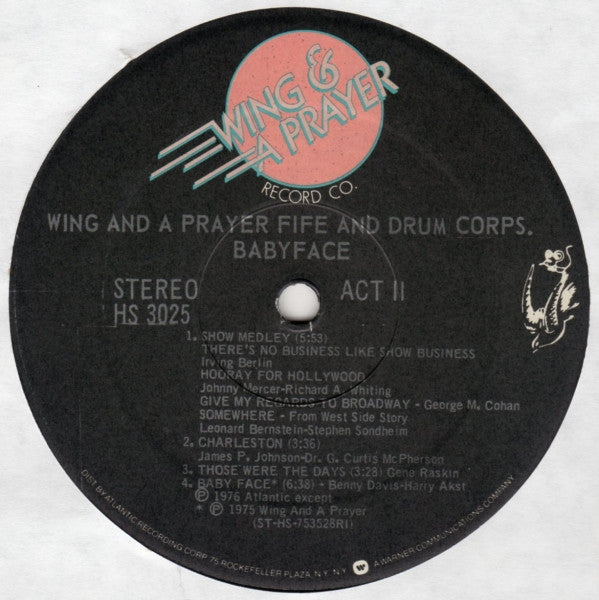 WING &
A PRAYER
RECORD CO.
WING AND A PRAYER FIFE AND DRUM CORPS.
BABYFACE
STEREO
HS 3025
ACT II
1. SHOW MEDLEY (5:53)
THERE'S NO BUSINESS LIKE SHOW BUSINESS
Irving Berlin
HOORAY FOR HOLLYWOOD
Johnny Mercer-Richard A. Whiting
GIVE MY REGARDS TO BROADWAY - George M. Cohan
SOMEWHERE - From West Side Story
Leonard Bernstein-Stephen Sondheim
2. CHARLESTON (3:36)
James P. Johnson-Dr. G. Curtis McPherson
3. THOSE WERE THE DAYS (3:28) Gene Raskin
4. BABY FACE* (6:38) - Benny Davis-Harry Akst
℗ 1976 Atlantic except
* ℗ 1975 Wing And A Prayer
(ST-HS-753528RI)
DIST BY ATLANTIC RECORDING CORP. 75 ROCKEFELLER PLAZA, N.Y. N.Y. W A WARNER COMMUNICATIONS COMPANY